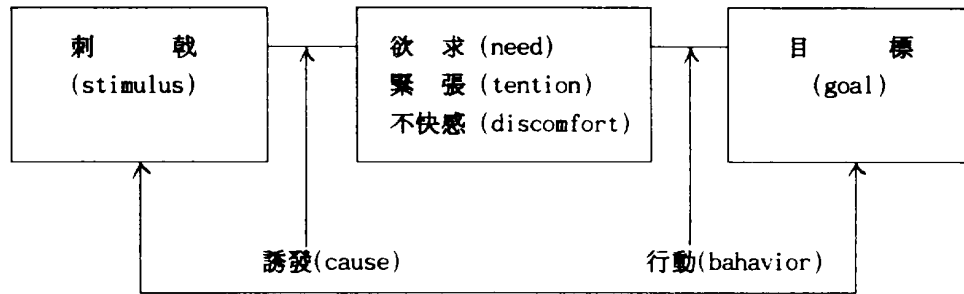 刺 戟
(stimulus)
欲 求 (need)
緊 張 (tention)
不快感 (discomfort)
目 標
(goal)
誘發(cause)
行動(bahavior)